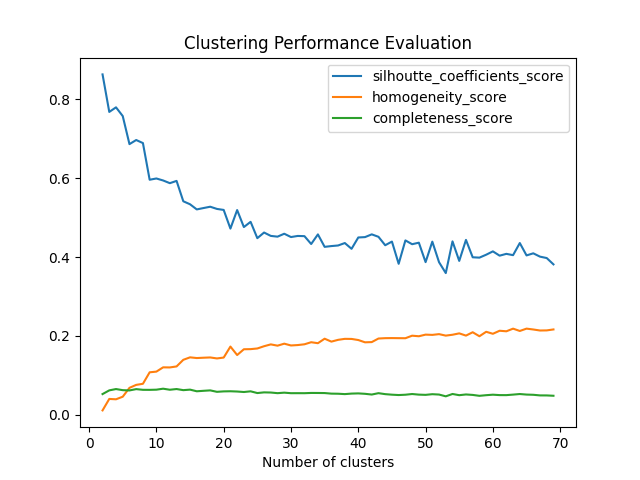 Clustering Performance Evaluation
silhoutte_coefficients_score
homogeneity_score
completeness_score
0.8
0.6
0.4
0.2
0.0
0 10 20 30 40 50 60 70
Number of clusters